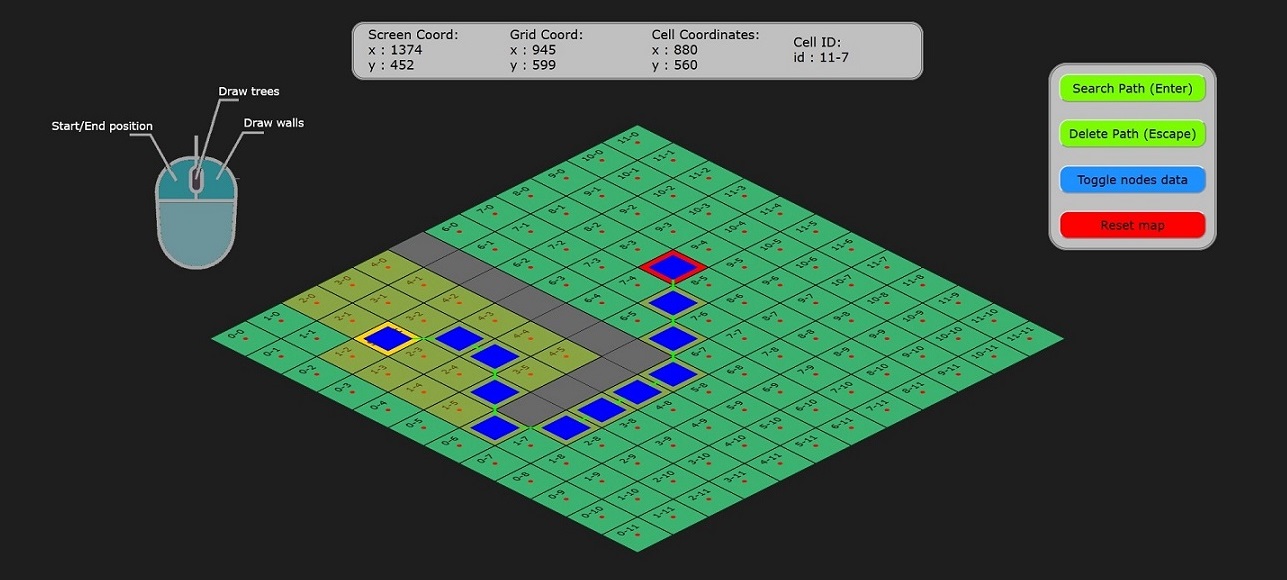 Screen Coord:
x : 1374
y : 452
Grid Coord:
x : 945
y : 599
Cell Coordinates:
x : 880
y : 560
Cell ID:
id : 11-7
Search Path (Enter)
Delete Path (Escape)
Toggle nodes data
Reset map
Draw trees
Start/End position
Draw walls
11-0
10-0 11-1
9-0 10-1 11-2
8-0 9-1 10-2 11-3
7-0 8-1 9-2 10-3 11-4
6-0 7-1 8-2 9-3 10-4 11-5
6-1 7-2 8-3 9-4 10-5 11-6
4-0 6-2 7-3 9-5 10-6 11-7
3-0 4-1 6-3 7-4 8-5 9-6 10-7 11-8
2-0 3-1 4-2 6-4 8-6 9-7 10-8 11-9
1-0 2-1 3-2 4-3 6-5 7-6 8-7 9-8 10-9 11-10
0-0 1-1 4-4 7-7 8-8 9-9 10-10 11-11
0-1 1-2 2-3 4-5 6-7 7-8 8-9 9-10 10-11
0-2 1-3 2-4 3-5 6-8 7-9 8-10 9-11
0-3 1-4 5-8 6-9 7-10 8-11
0-4 1-5 4-8 5-9 6-10 7-11
0-5 3-8 4-9 5-10 6-11
0-6 1-7 2-8 3-9 4-10 5-11
0-7 1-8 2-9 3-10 4-11
0-8 1-9 2-10 3-11
0-9 1-10 2-11
0-10 1-11
0-11